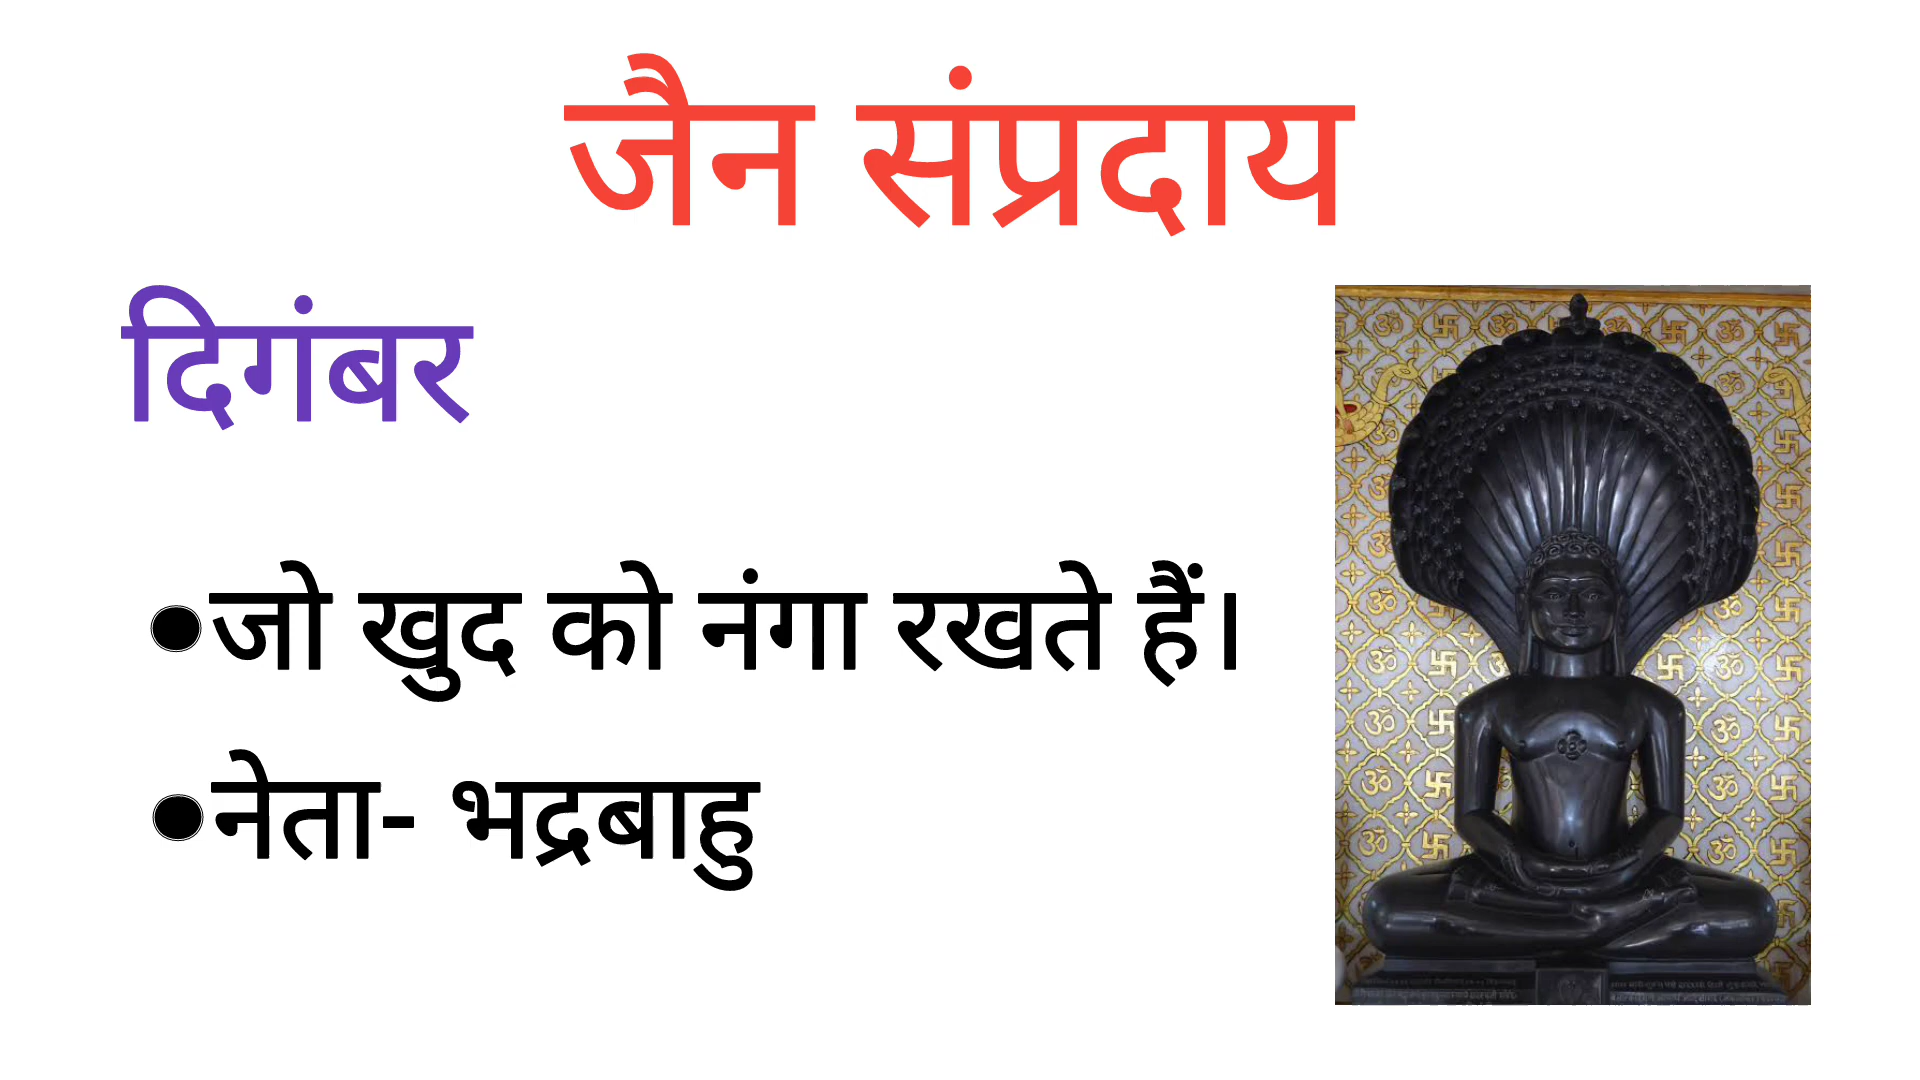 जैन संप्रदाय
दिगंबर
•जो खुद को नंगा रखते हैं।
•नेता- भद्रबाहु